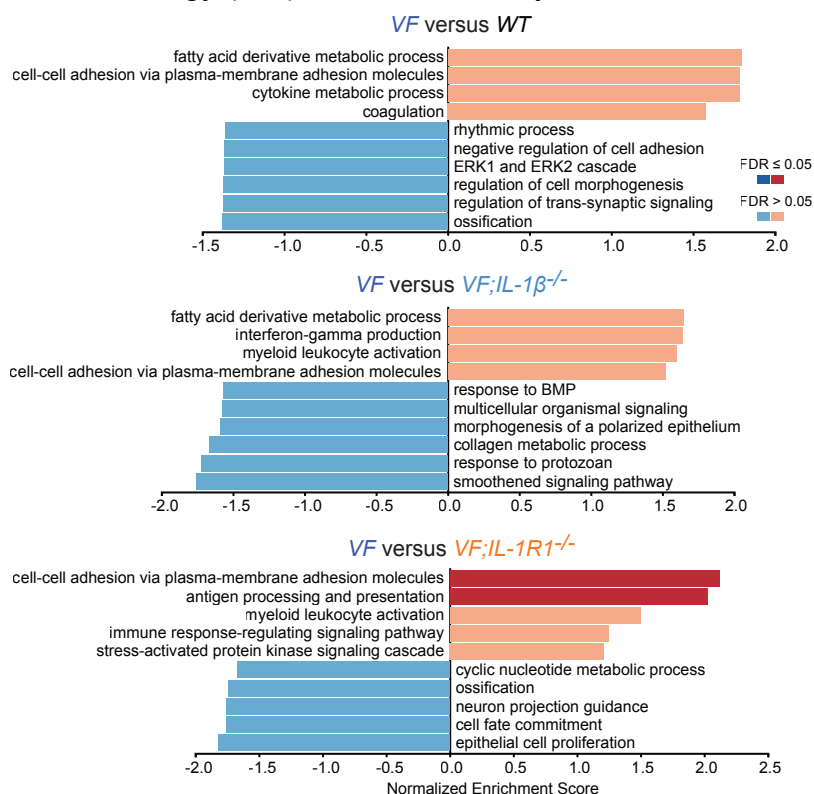 VF versus WT
fatty acid derivative metabolic process
cell-cell adhesion via plasma-membrane adhesion molecules
cytokine metabolic process
coagulation
rhythmic process
negative regulation of cell adhesion
ERK1 and ERK2 cascade
regulation of cell morphogenesis
regulation of trans-synaptic signaling
ossification
FDR ≤ 0.05
FDR > 0.05
-1.5 -1.0 -0.5 0.0 0.5 1.0 1.5 2.0
VF versus VF;IL-1β-/-
fatty acid derivative metabolic process
interferon-gamma production
myeloid leukocyte activation
cell-cell adhesion via plasma-membrane adhesion molecules
response to BMP
multicellular organismal signaling
morphogenesis of a polarized epithelium
collagen metabolic process
response to protozoan
smoothened signaling pathway
-2.0 -1.5 -1.0 -0.5 0.0 0.5 1.0 1.5 2.0
VF versus VF;IL-1R1-/-
cell-cell adhesion via plasma-membrane adhesion molecules
antigen processing and presentation
myeloid leukocyte activation
immune response-regulating signaling pathway
stress-activated protein kinase signaling cascade
cyclic nucleotide metabolic process
ossification
neuron projection guidance
cell fate commitment
epithelial cell proliferation
-2.0 -1.5 -1.0 -0.5 0.0 0.5 1.0 1.5 2.0 2.5
Normalized Enrichment Score